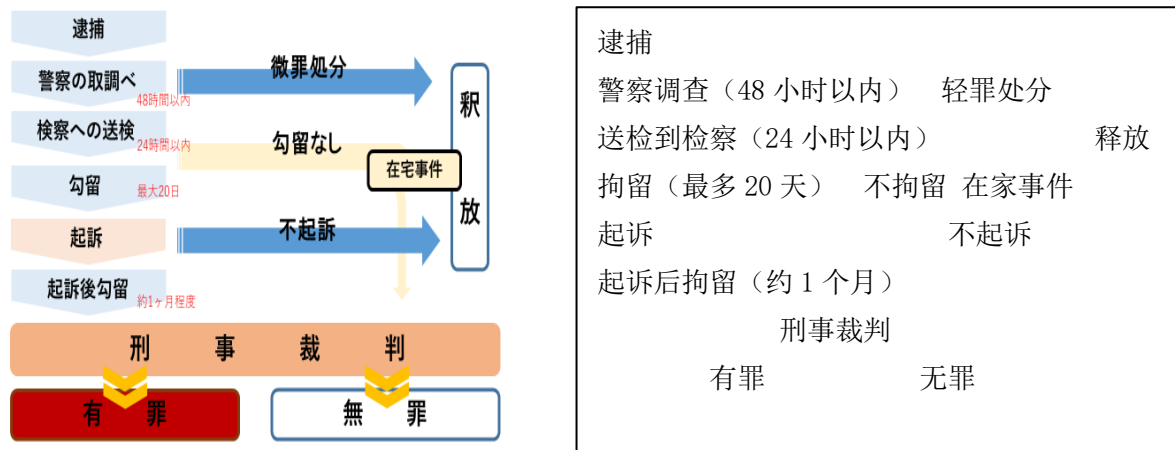 逮捕
警察の取調べ
48時間以内
微罪処分
検察への送検
24時間以内
勾留なし
在宅事件
釈放
勾留
最大20日
起訴
不起訴
起訴後勾留
約1ヶ月程度
刑事裁判
有罪
無罪
逮捕
警察调查（48 小时以内） 轻罪处分
送检到检察（24 小时以内） 释放
拘留（最多 20 天） 不拘留 在家事件
起诉 不起诉
起诉后拘留（约 1 个月）
刑事裁判
有罪 无罪